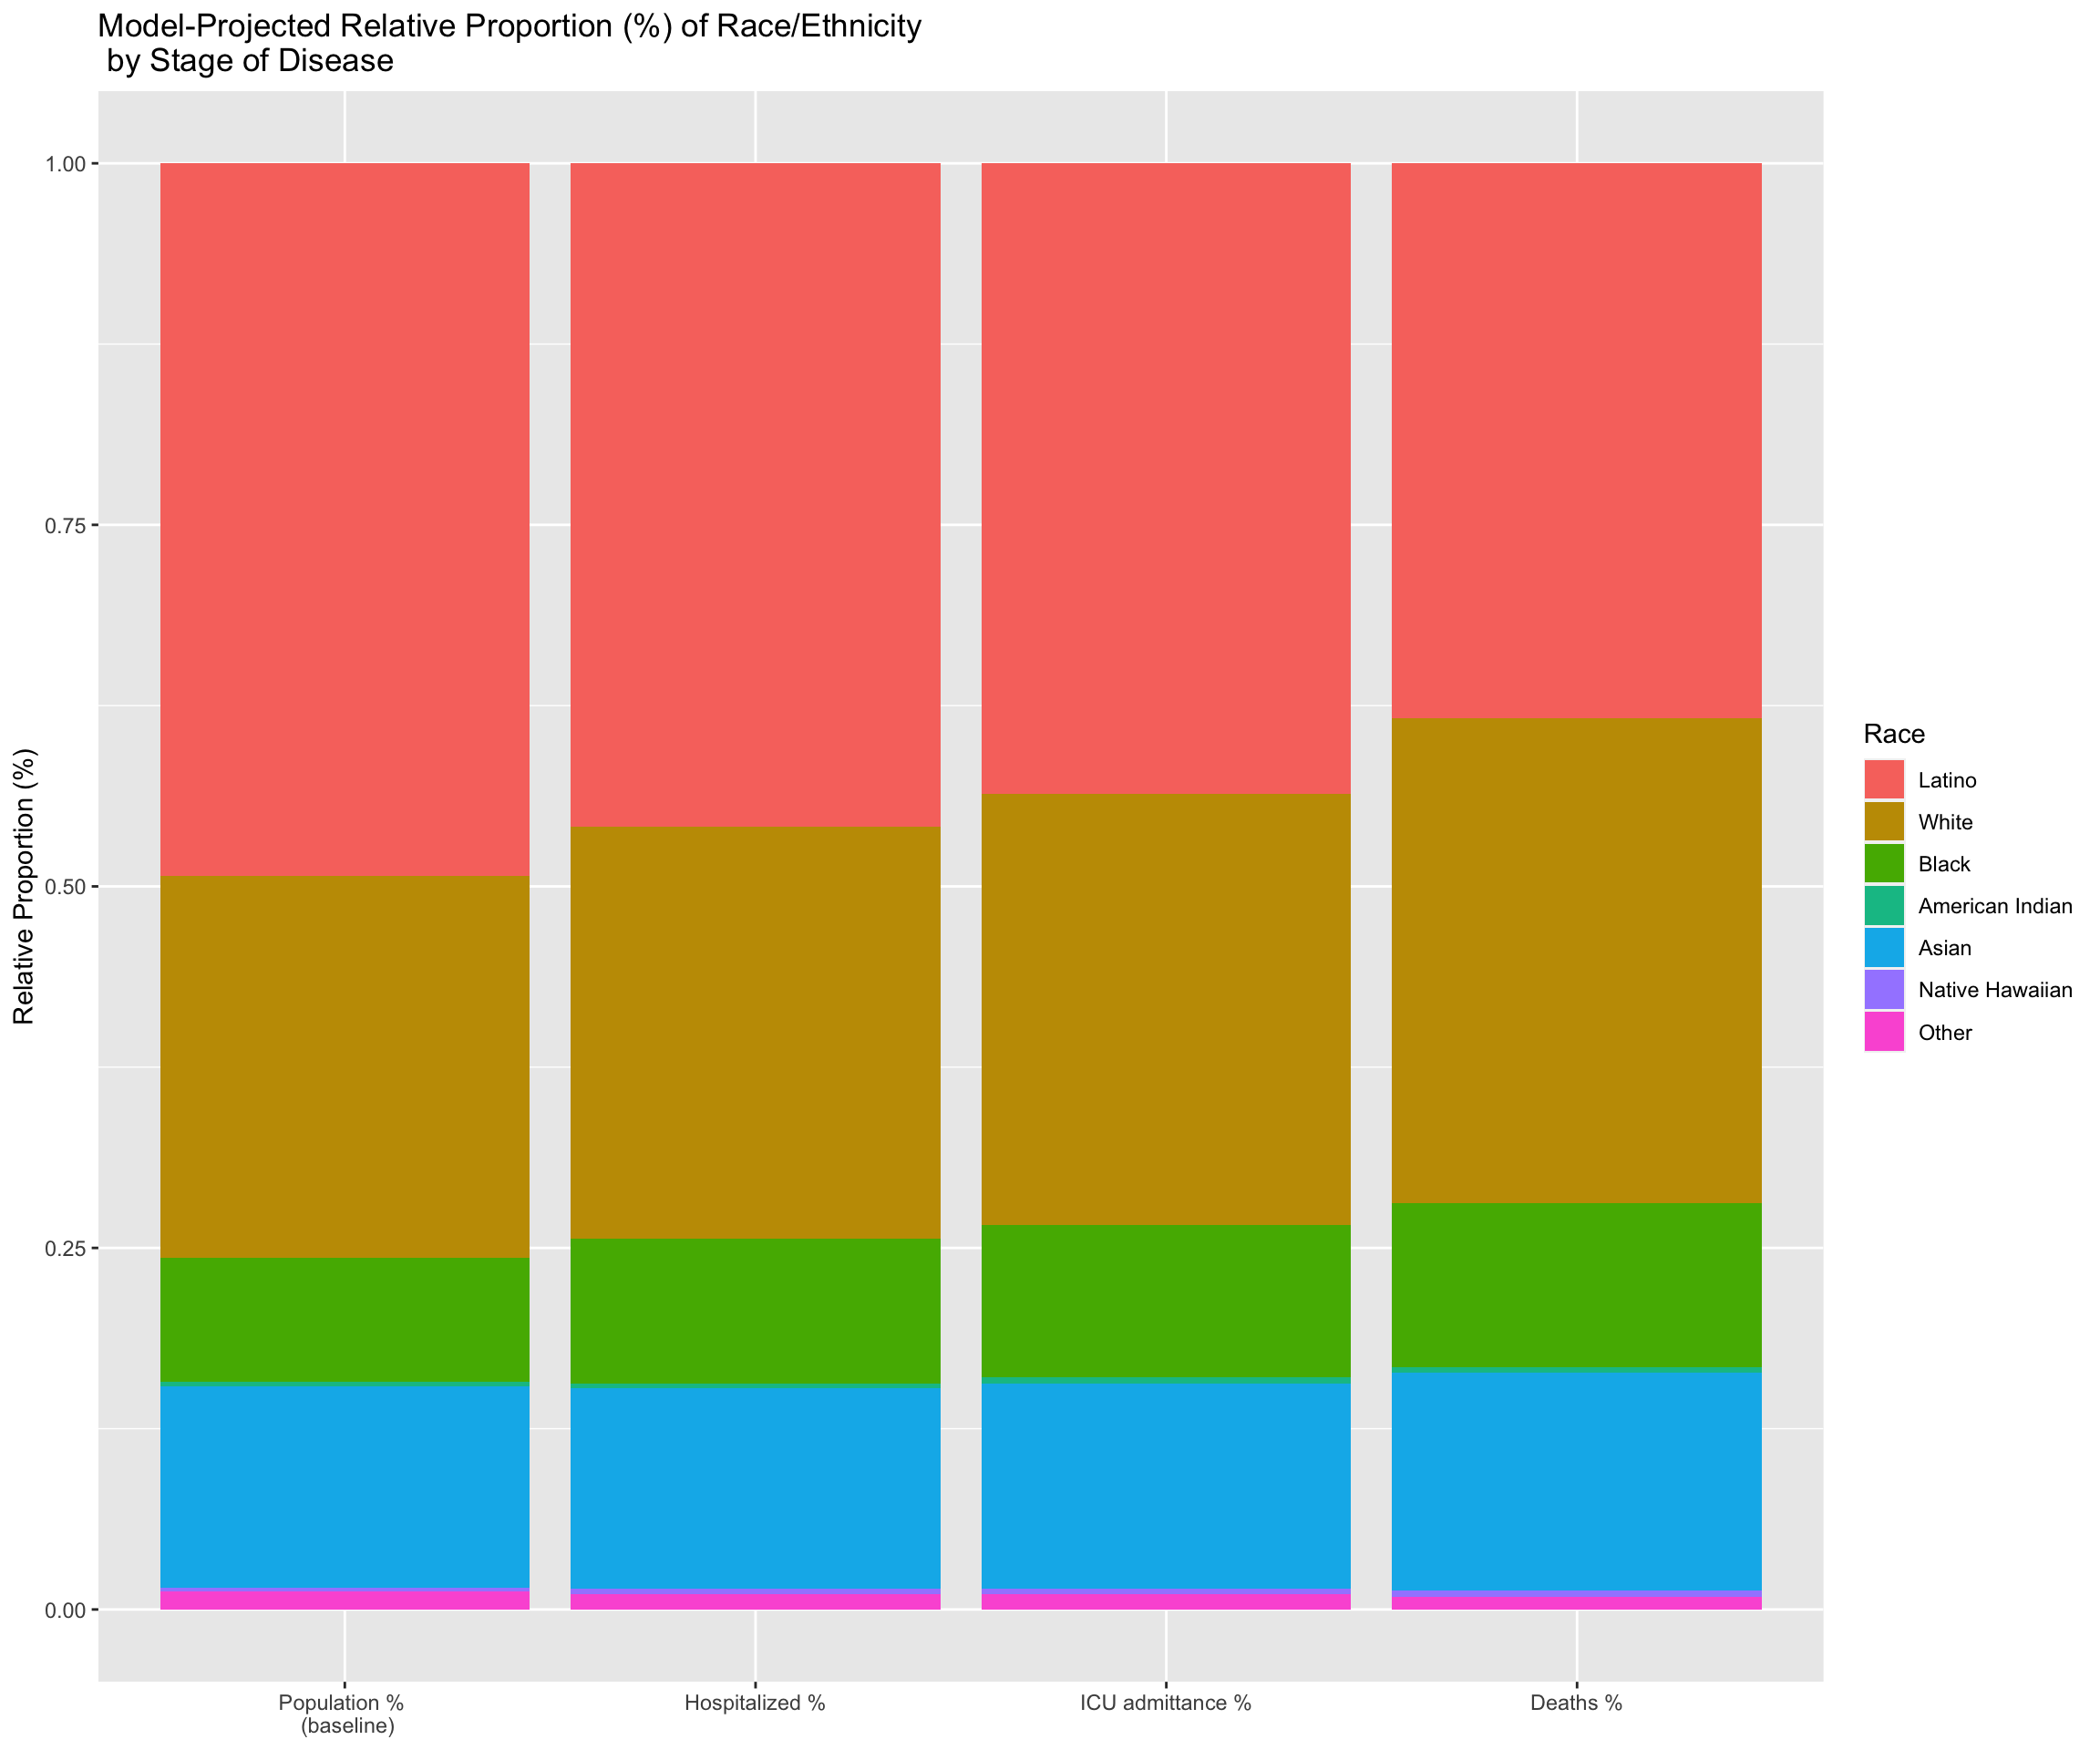 Model-Projected Relative Proportion (%) of Race/Ethnicity
by Stage of Disease
Relative Proportion (%)
1.00
0.75
0.50
0.25
0.00
Population %
(baseline)
Hospitalized %
ICU admittance %
Deaths %
Race
Latino
White
Black
American Indian
Asian
Native Hawaiian
Other